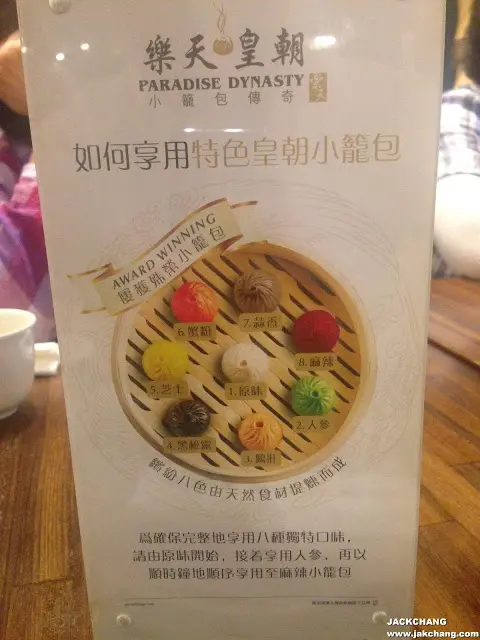 樂天皇朝
PARADISE DYNASTY
小籠包傳奇
如何享用特色皇朝小籠包
AWARD WINNING
屢獲殊榮小籠包
6.蟹粉
7.蒜香
8.麻辣
5.芝士
1.原味
2.人參
4.黑松露
3.鵝肝
繽紛八色由天然食材提煉而成
為確保完整地享用八種獨特口味，
請由原味開始，接着享用人參，再以
順時鐘地順序享用至麻辣小籠包
JACKCHANG
www.jakchang.com